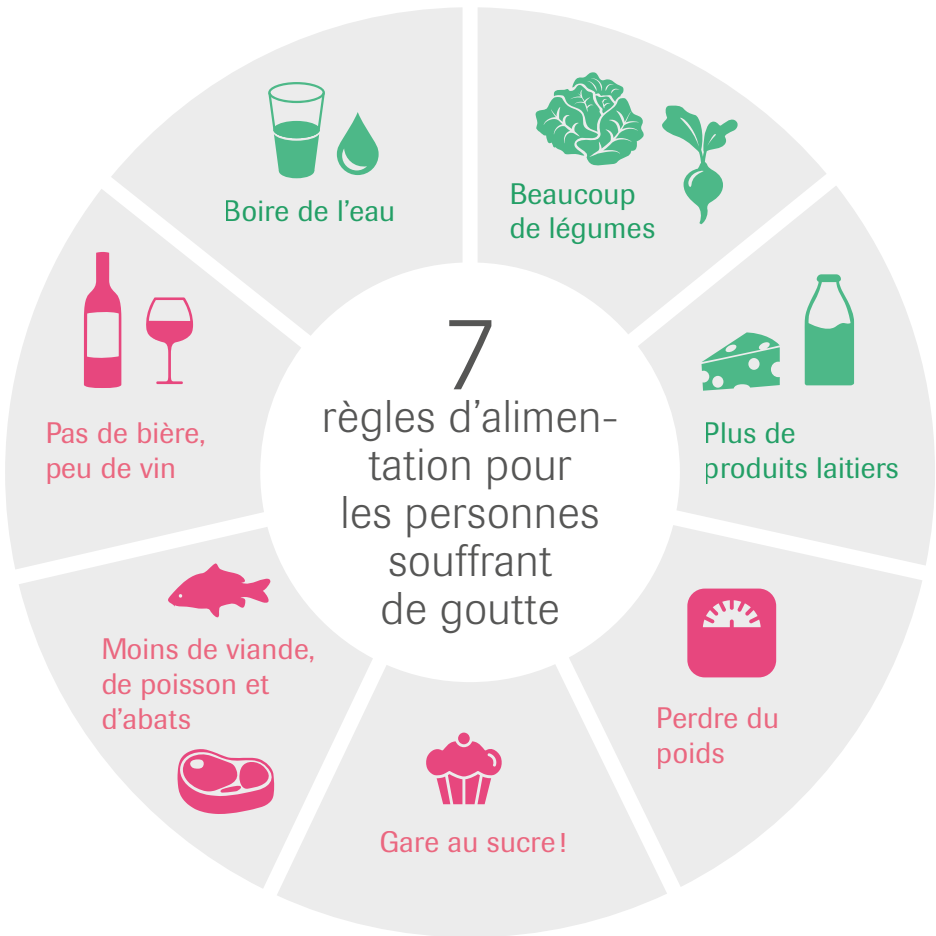 7
règles d’alimen-
tation pour
les personnes
souffrant
de goutte
Boire de l’eau
Beaucoup
de légumes
Plus de
produits laitiers
Perdre du
poids
Gare au sucre !
Moins de viande,
de poisson et
d’abats
Pas de bière,
peu de vin